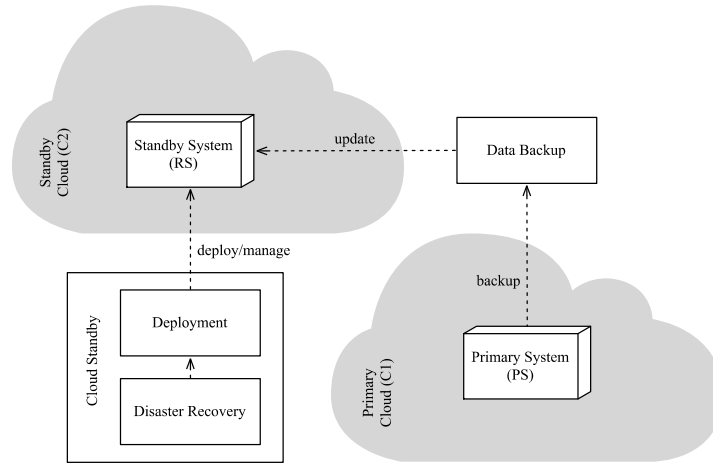 Standby
Cloud (C2)
Standby System
(RS)
update
Data Backup
deploy/manage
backup
Cloud Standby
Deployment
Disaster Recovery
Primary
Cloud (C1)
Primary System
(PS)